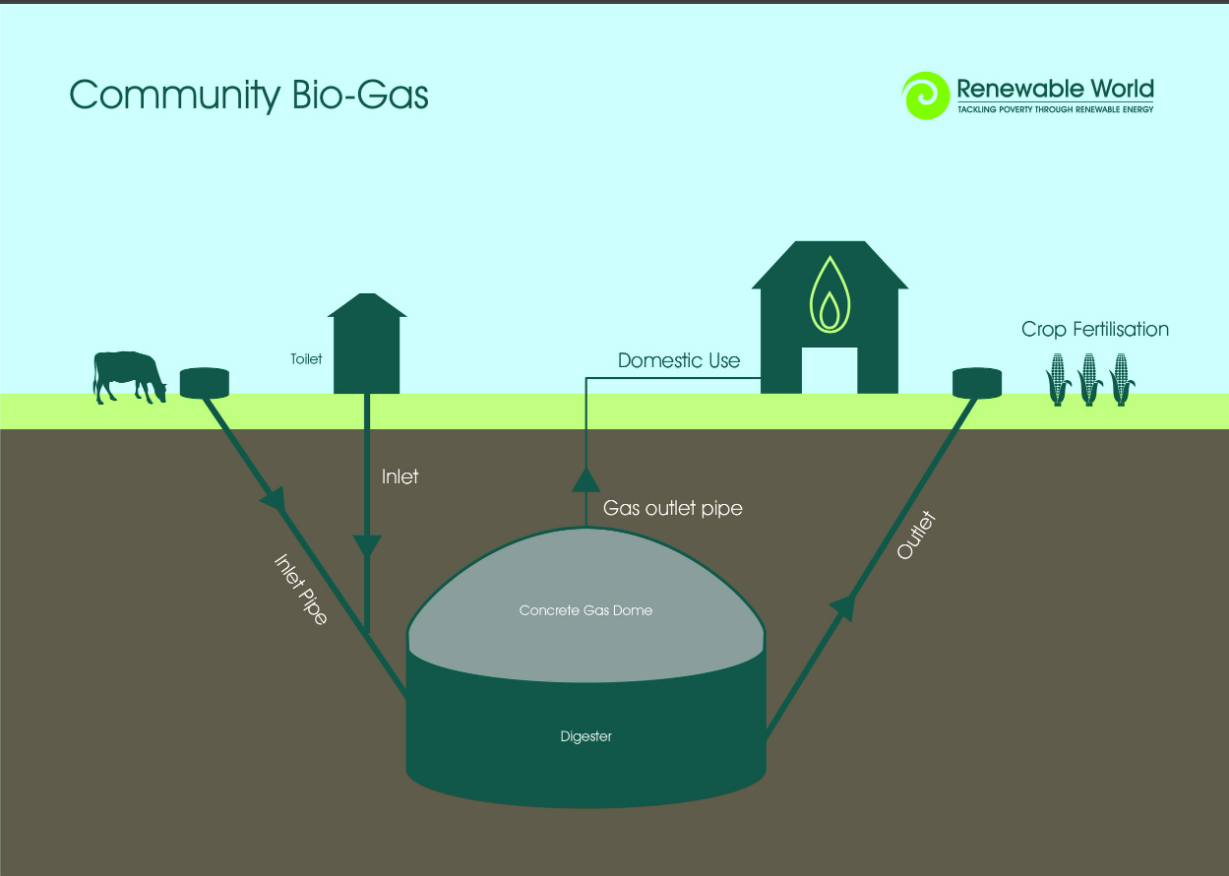 Community Bio-Gas
Renewable World
TACKLING POVERTY THROUGH RENEWABLE ENERGY
Crop Fertilisation
Toilet
Domestic Use
Inlet
Gas outlet pipe
Outlet
Inlet Pipe
Concrete Gas Dome
Digester